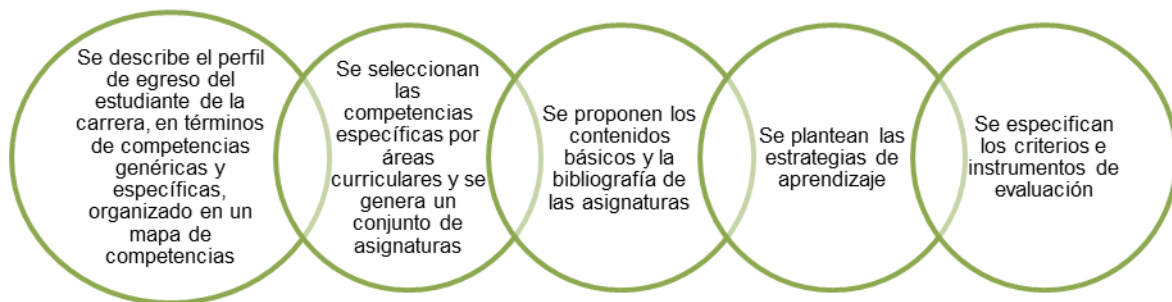 Se describe el perfil
de egreso del
estudiante de la
carrera, en términos
de competencias
genéricas y
específicas,
organizado en un
mapa de
competencias
Se seleccionan
las
competencias
específicas por
áreas
curriculares y se
genera un
conjunto de
asignaturas
Se proponen los
contenidos
básicos y la
bibliografía de
las asignaturas
Se plantean las
estrategias de
aprendizaje
Se especifican
los criterios e
instrumentos de
evaluación